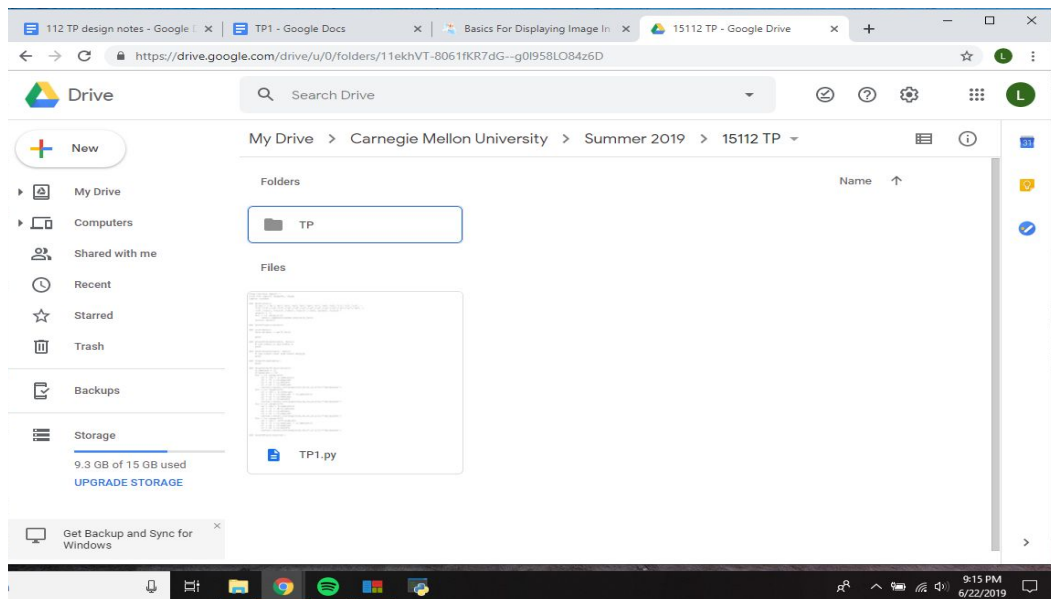 112 TP design notes - Google
TP1 - Google Docs
Basics For Displaying Image In
15112 TP - Google Drive
https://drive.google.com/drive/u/0/folders/11ekhVT-8061fKR7dG--g0I958LO84z6D
L
Drive
Search Drive
L
New
My Drive > Carnegie Mellon University > Summer 2019 > 15112 TP
31
My Drive
Computers
Shared with me
Recent
Starred
Trash
Backups
Storage
9.3 GB of 15 GB used
UPGRADE STORAGE
Get Backup and Sync for
Windows
Folders
Name
TP
Files
TP1.py
9:15 PM
6/22/2019